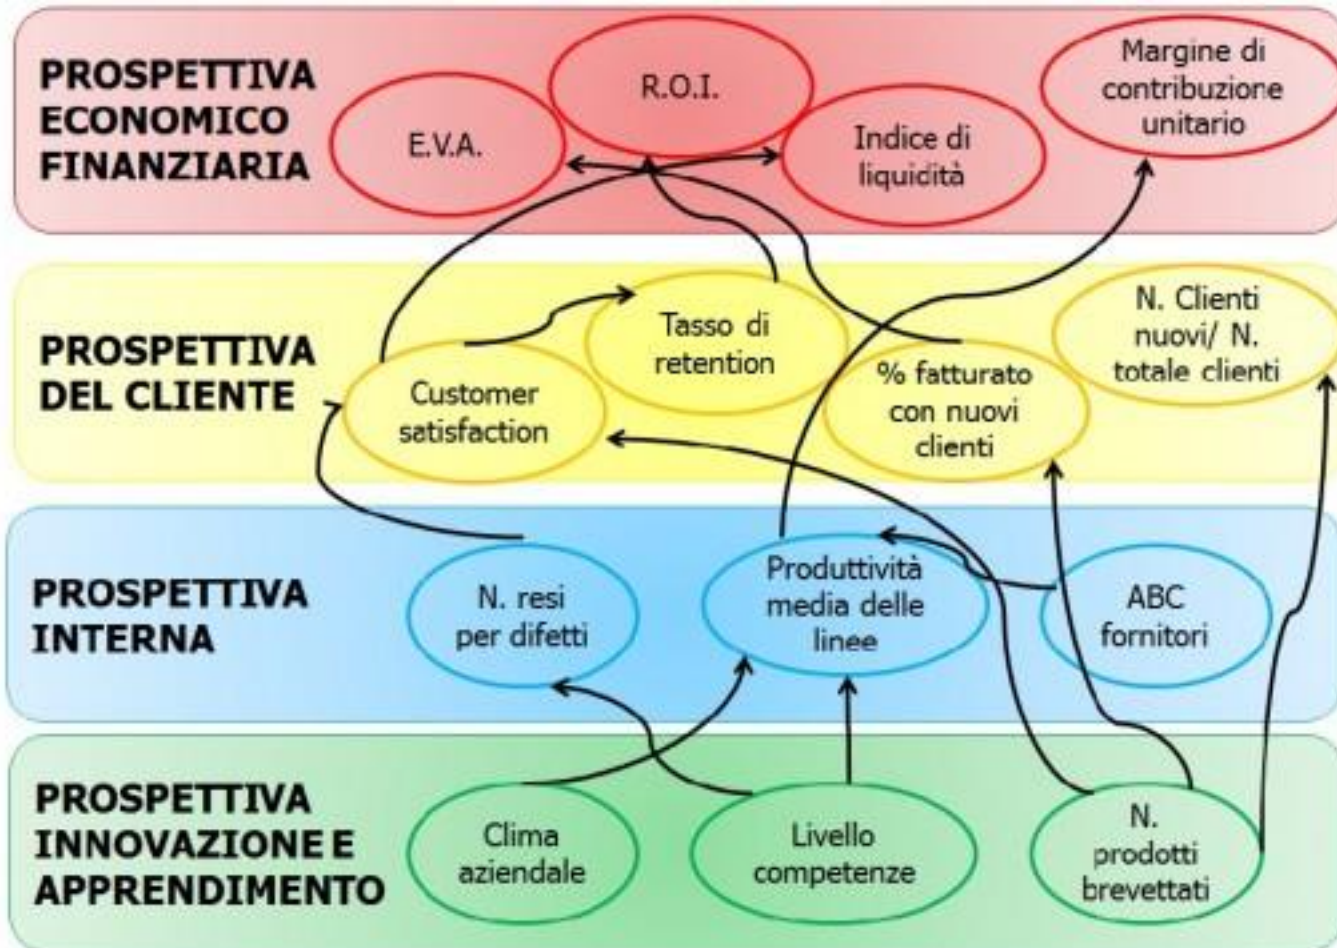 PROSPETTIVA
ECONOMICO
FINANZIARIA
E.V.A.
R.O.I.
Indice di
liquidità
Margine di
contribuzione
unitario
PROSPETTIVA
DEL CLIENTE
Customer
satisfaction
Tasso di
retention
% fatturato
con nuovi
clienti
N. Clienti
nuovi/ N.
totale clienti
PROSPETTIVA
INTERNA
N. resi
per difetti
Produttività
media delle
linee
ABC
fornitori
PROSPETTIVA
INNOVAZIONE E
APPRENDIMENTO
Clima
aziendale
Livello
competenze
N.
prodotti
brevettati